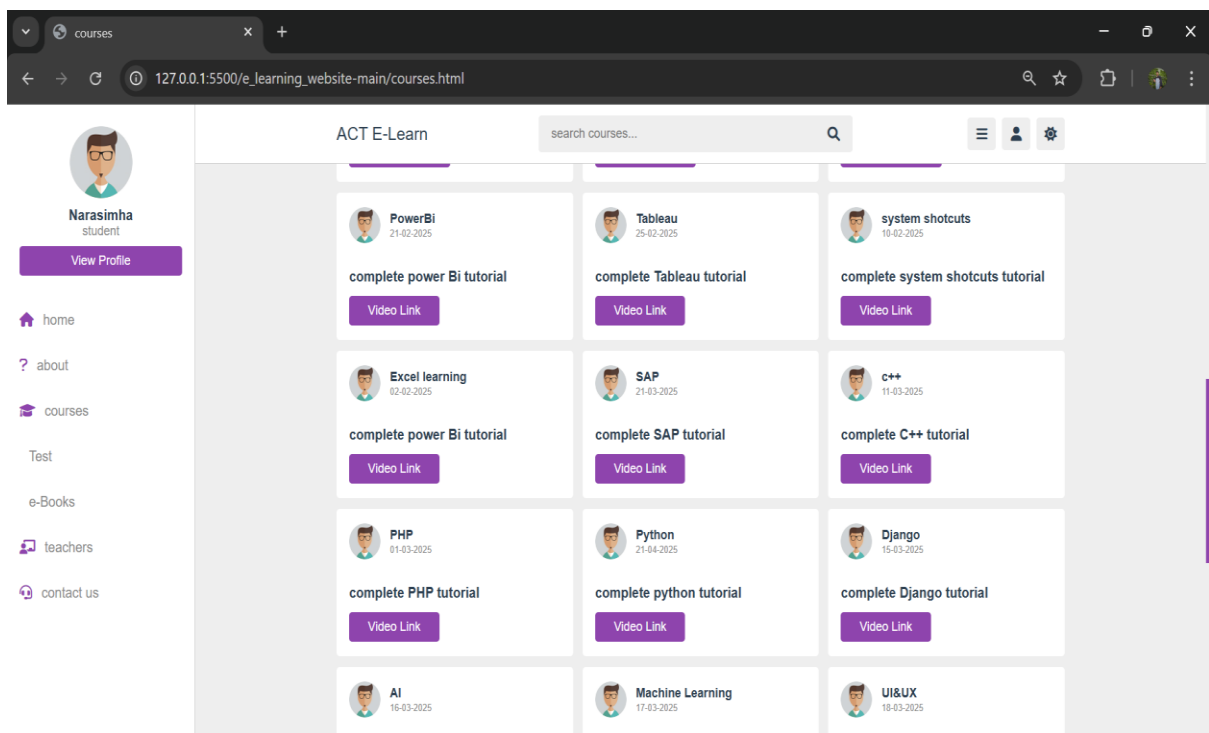 courses
127.0.0.1:5500/e_learning_website-main/courses.html
Narasimha
student
View Profile
home
? about
courses
Test
e-Books
teachers
contact us
ACT E-Learn
search courses...
PowerBi
21-02-2025
complete power Bi tutorial
Video Link
Tableau
25-02-2025
complete Tableau tutorial
Video Link
system shotcuts
10-02-2025
complete system shotcuts tutorial
Video Link
Excel learning
02-02-2025
complete power Bi tutorial
Video Link
SAP
21-03-2025
complete SAP tutorial
Video Link
c++
11-03-2025
complete C++ tutorial
Video Link
PHP
01-03-2025
complete PHP tutorial
Video Link
Python
21-04-2025
complete python tutorial
Video Link
Django
15-03-2025
complete Django tutorial
Video Link
AI
16-03-2025
Machine Learning
17-03-2025
UI&UX
18-03-2025